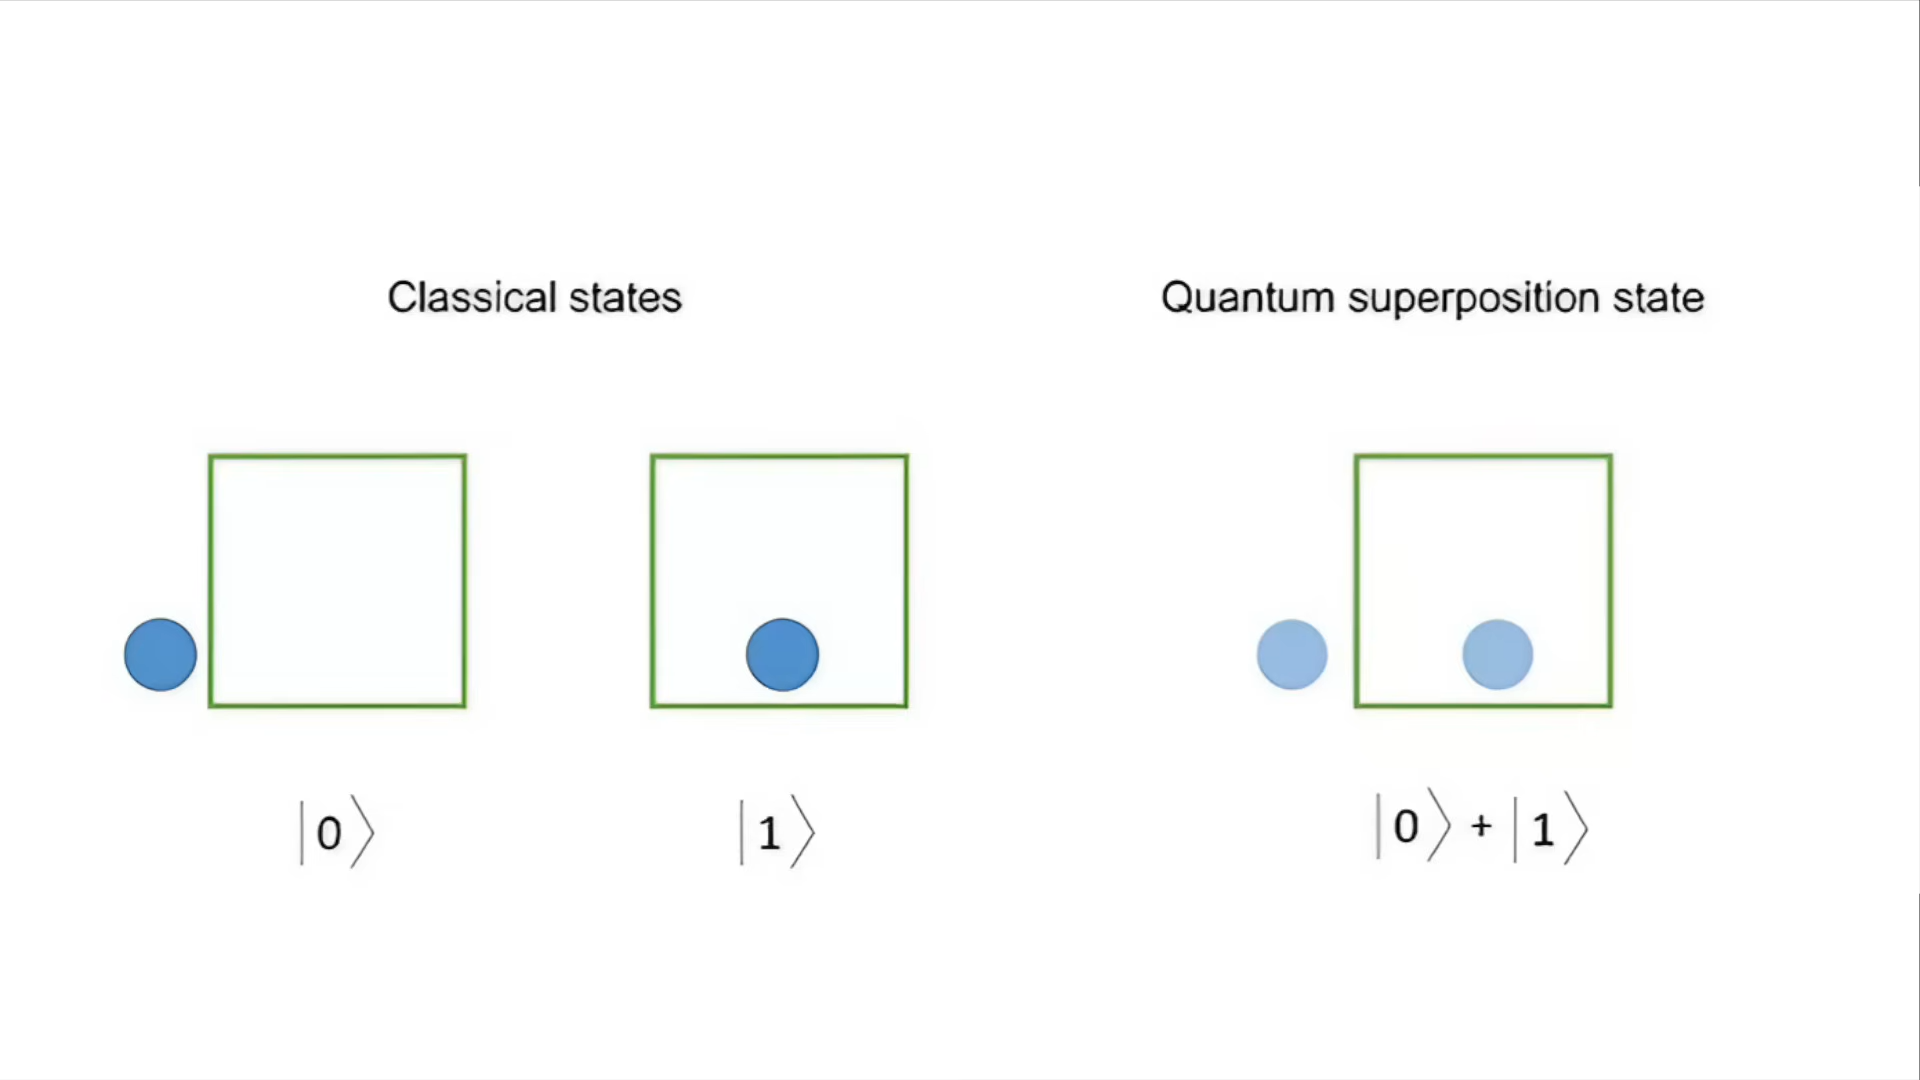 Classical states
Quantum superposition state
|0⟩
|1⟩
|0⟩ + |1⟩